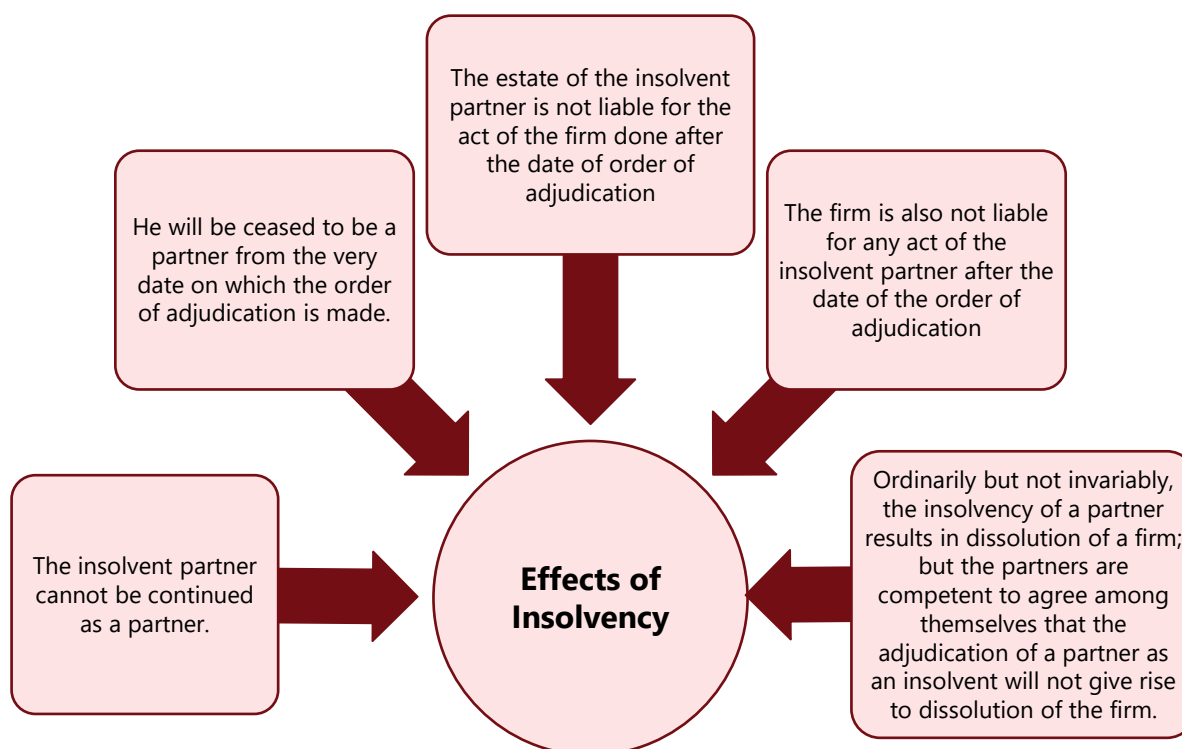 The insolvent partner
cannot be continued
as a partner.
He will be ceased to be a
partner from the very
date on which the order
of adjudication is made.
The estate of the insolvent
partner is not liable for the
act of the firm done after
the date of order of
adjudication
The firm is also not liable
for any act of the
insolvent partner after the
date of the order of
adjudication
Ordinarily but not invariably,
the insolvency of a partner
results in dissolution of a firm;
but the partners are
competent to agree among
themselves that the
adjudication of a partner as
an insolvent will not give rise
to dissolution of the firm.
Effects of
Insolvency